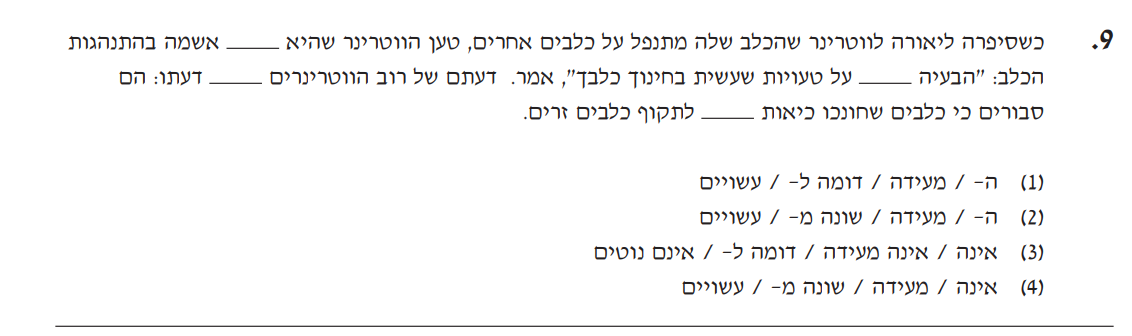 9. כשסיפרה ליאורה לווטרינר שהכלב שלה מתנפל על כלבים אחרים, טען הווטרינר שהיא _____ אשמה בהתנהגות
הכלב: "הבעיה _____ על טעויות שעשית בחינוך כלבך", אמר. דעתם של רוב הווטרינרים _____ דעתו: הם
סבורים כי כלבים שחונכו כיאות _____ לתקוף כלבים זרים.
(1) ה- / מעידה / דומה ל- / עשויים
(2) ה- / מעידה / שונה מ- / עשויים
(3) אינה / אינה מעידה / דומה ל- / אינם נוטים
(4) אינה / מעידה / שונה מ- / עשויים